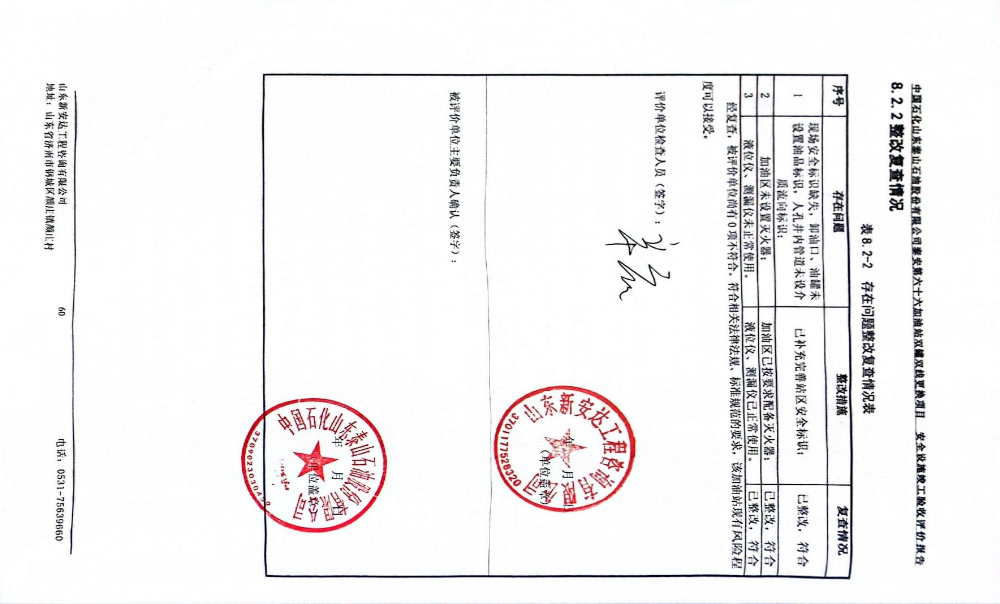 中国石化山东泰山石油股份有限公司泰安第六十六加油站双罐双线更换项目 安全设施竣工验收评价报告
8.2.2整改复查情况
表8.2-2 存在问题整改复查情况表
序号 存在问题 整改措施 复查情况
1 现场安全标识缺失，卸油口、油罐未
设置油品标识，人孔井内管道未设介
质流向标识； 已补充完善站区安全标识； 已整改，符合
2 加油区未设置灭火器； 加油区已按要求配备灭火器； 已整改，符合
3 液位仪、测漏仪未正常使用。 液位仪、测漏仪已正常使用。 已整改，符合
经复查，被评价单位尚有0项不符合。符合相关法律法规、标准规范的要求，该加油站现有风险程
度可以接受。
评价单位检查人员（签字）：
年 月 日
（单位盖章）
山东新安达工程咨询有限公司
3701177528320
被评价单位主要负责人确认（签字）：
年 月 日
（单位盖章）
中国石化山东泰山石油股份有限公司
山东新安达工程咨询有限公司 60 电话：0531-75639660
地址：山东省济南市钢城区颜庄镇颜庄村